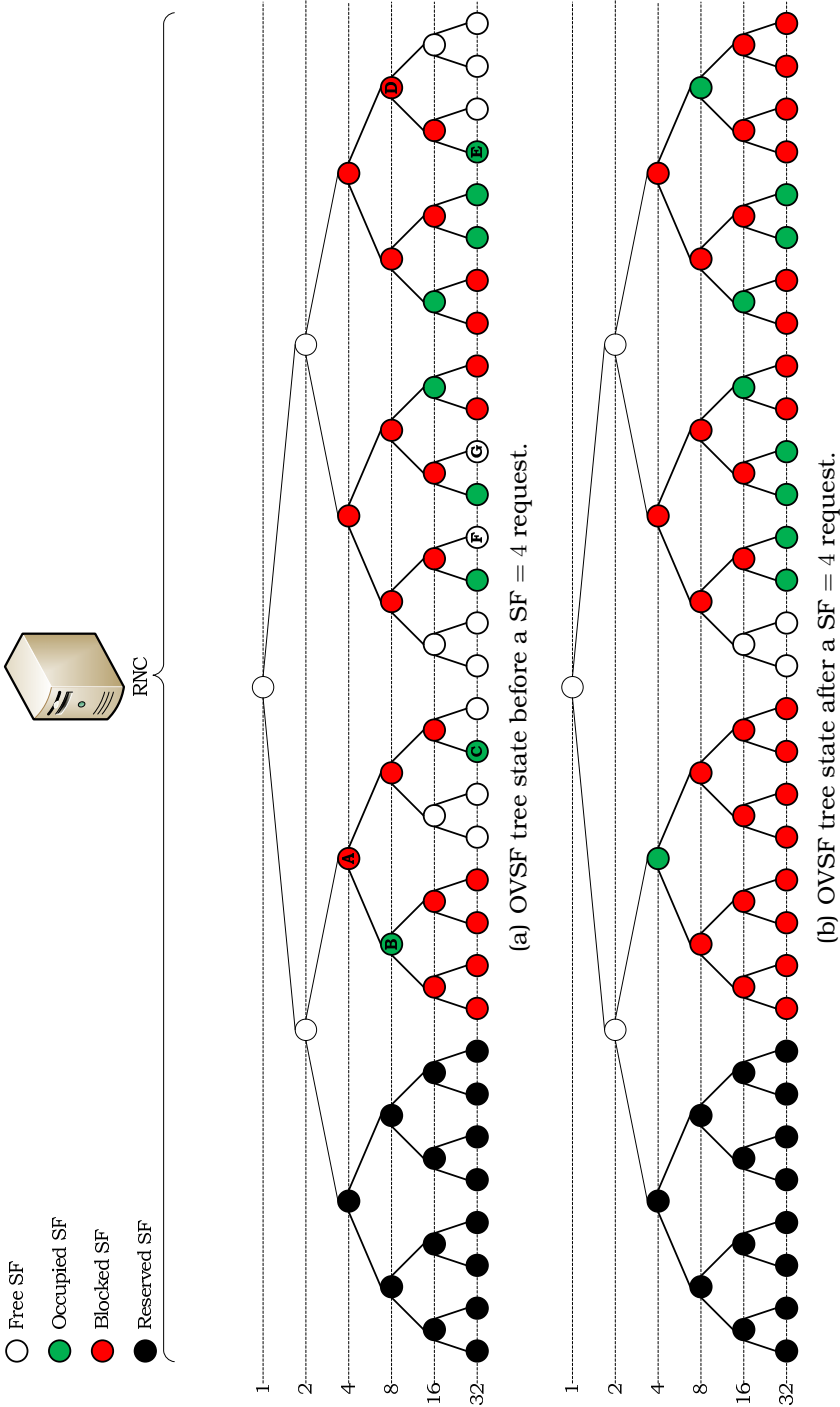 Free SF
Occupied SF
Blocked SF
Reserved SF
RNC
1
2
4
8
16
32
A
B
C
D
E
F
G
(a) OVSF tree state before a SF = 4 request.
1
2
4
8
16
32
(b) OVSF tree state after a SF = 4 request.